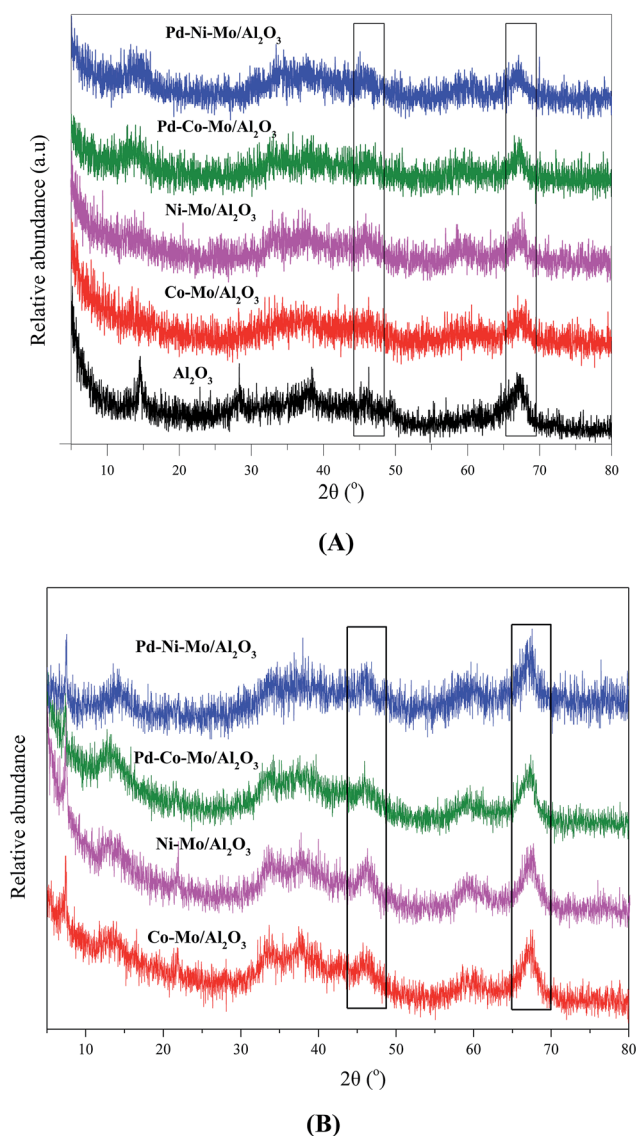 Relative abundance (a.u)
Pd-Ni-Mo/Al₂O₃
Pd-Co-Mo/Al₂O₃
Ni-Mo/Al₂O₃
Co-Mo/Al₂O₃
Al₂O₃
10 20 30 40 50 60 70 80
2θ (°)
(A)
Relative abundance
Pd-Ni-Mo/Al₂O₃
Pd-Co-Mo/Al₂O₃
Ni-Mo/Al₂O₃
Co-Mo/Al₂O₃
10 20 30 40 50 60 70 80
2θ (°)
(B)